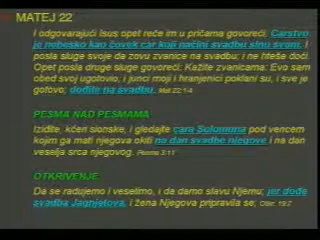 MATEJ 22
I odgovarajući Isus opet reče im u pričama govoreći: Carstvo
je nebesko kao čovek car koji načini svadbu sinu svom. I
posla sluge svoje da zovu zvanice na svadbu; i ne hteše doći.
Opet posla druge sluge govoreći: Kažite zvanicama: Evo sam
obed svoj ugotovio, i junci moji i hranjenici poklani su, i sve je
gotovo; dođite na svadbu. Mat 22:1-4
PESMA NAD PESMAMA
Iziđite, kćeri sionske, i gledajte cara Solomuna pod vencem
kojim ga mati njegova okiti na dan svadbe njegove i na dan
veselja srca njegovog. Pesma 3:11
OTKRIVENJE
Da se radujemo i veselimo, i da damo slavu Njemu; jer dođe
svadba Jagnjetova, i žena Njegova pripravila se; Otkr. 19:7